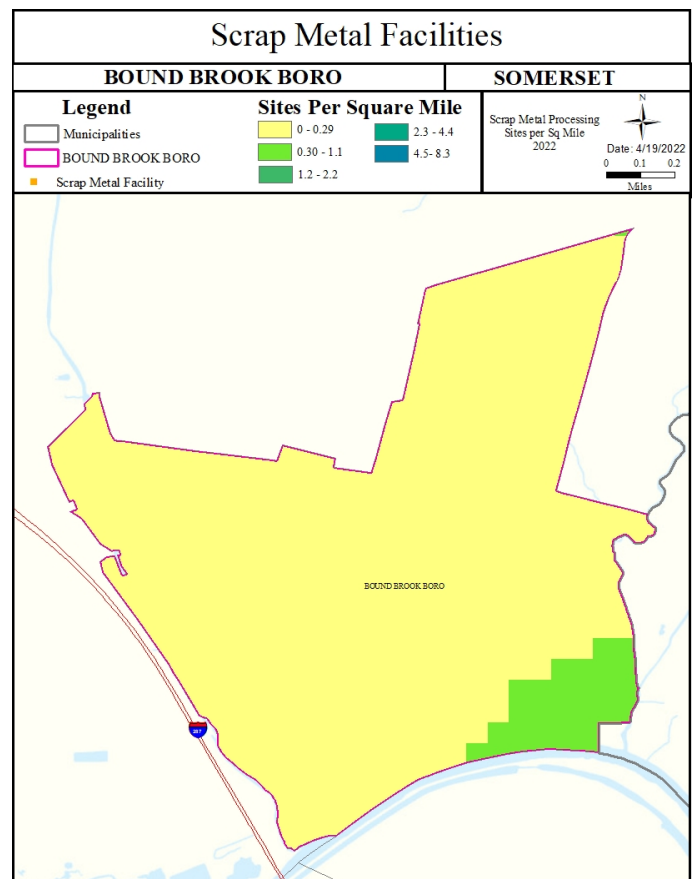 Scrap Metal Facilities
BOUND BROOK BORO
SOMERSET
Legend
Municipalities
BOUND BROOK BORO
Scrap Metal Facility
Sites Per Square Mile
0 - 0.29
0.30 - 1.1
1.2 - 2.2
2.3 - 4.4
4.5- 8.3
Scrap Metal Processing
Sites per Sq Mile
2022
N
Date: 4/19/2022
0 0.1 0.2
Miles
BOUND BROOK BORO
287